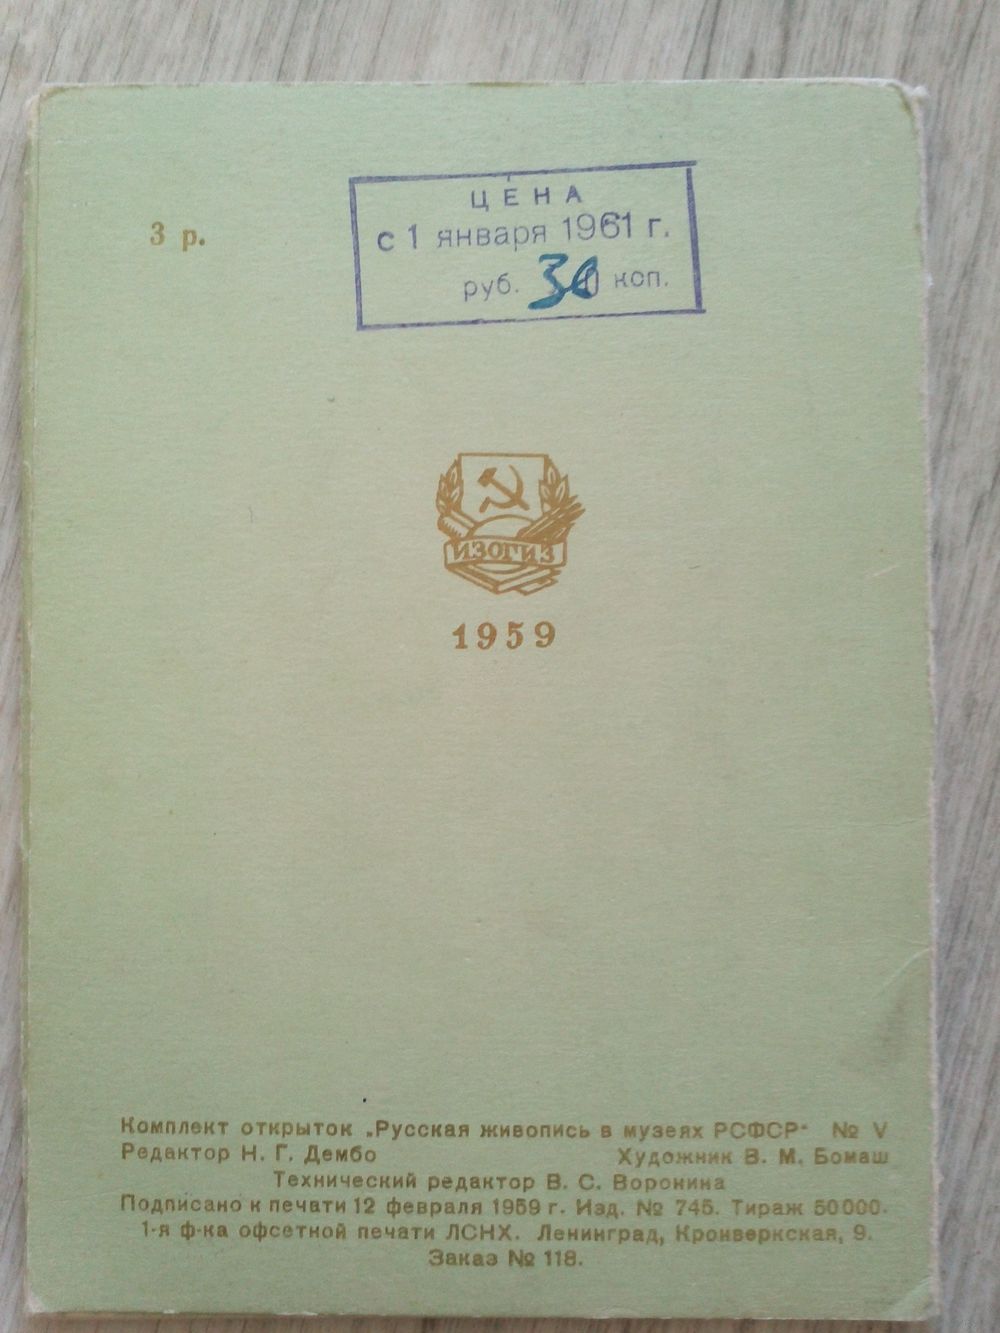 3 р.
ЦЕНА
с 1 января 1961 г.
руб. 30 коп.
ИЗОГИЗ
1959
Комплект открыток „Русская живопись в музеях РСФСР“ № V
Редактор Н. Г. Дембо Художник В. М. Бомаш
Технический редактор В. С. Воронина
Подписано к печати 12 февраля 1959 г. Изд. № 745. Тираж 50000.
1-я ф-ка офсетной печати ЛСНХ. Ленинград, Кронверкская, 9.
Заказ № 118.